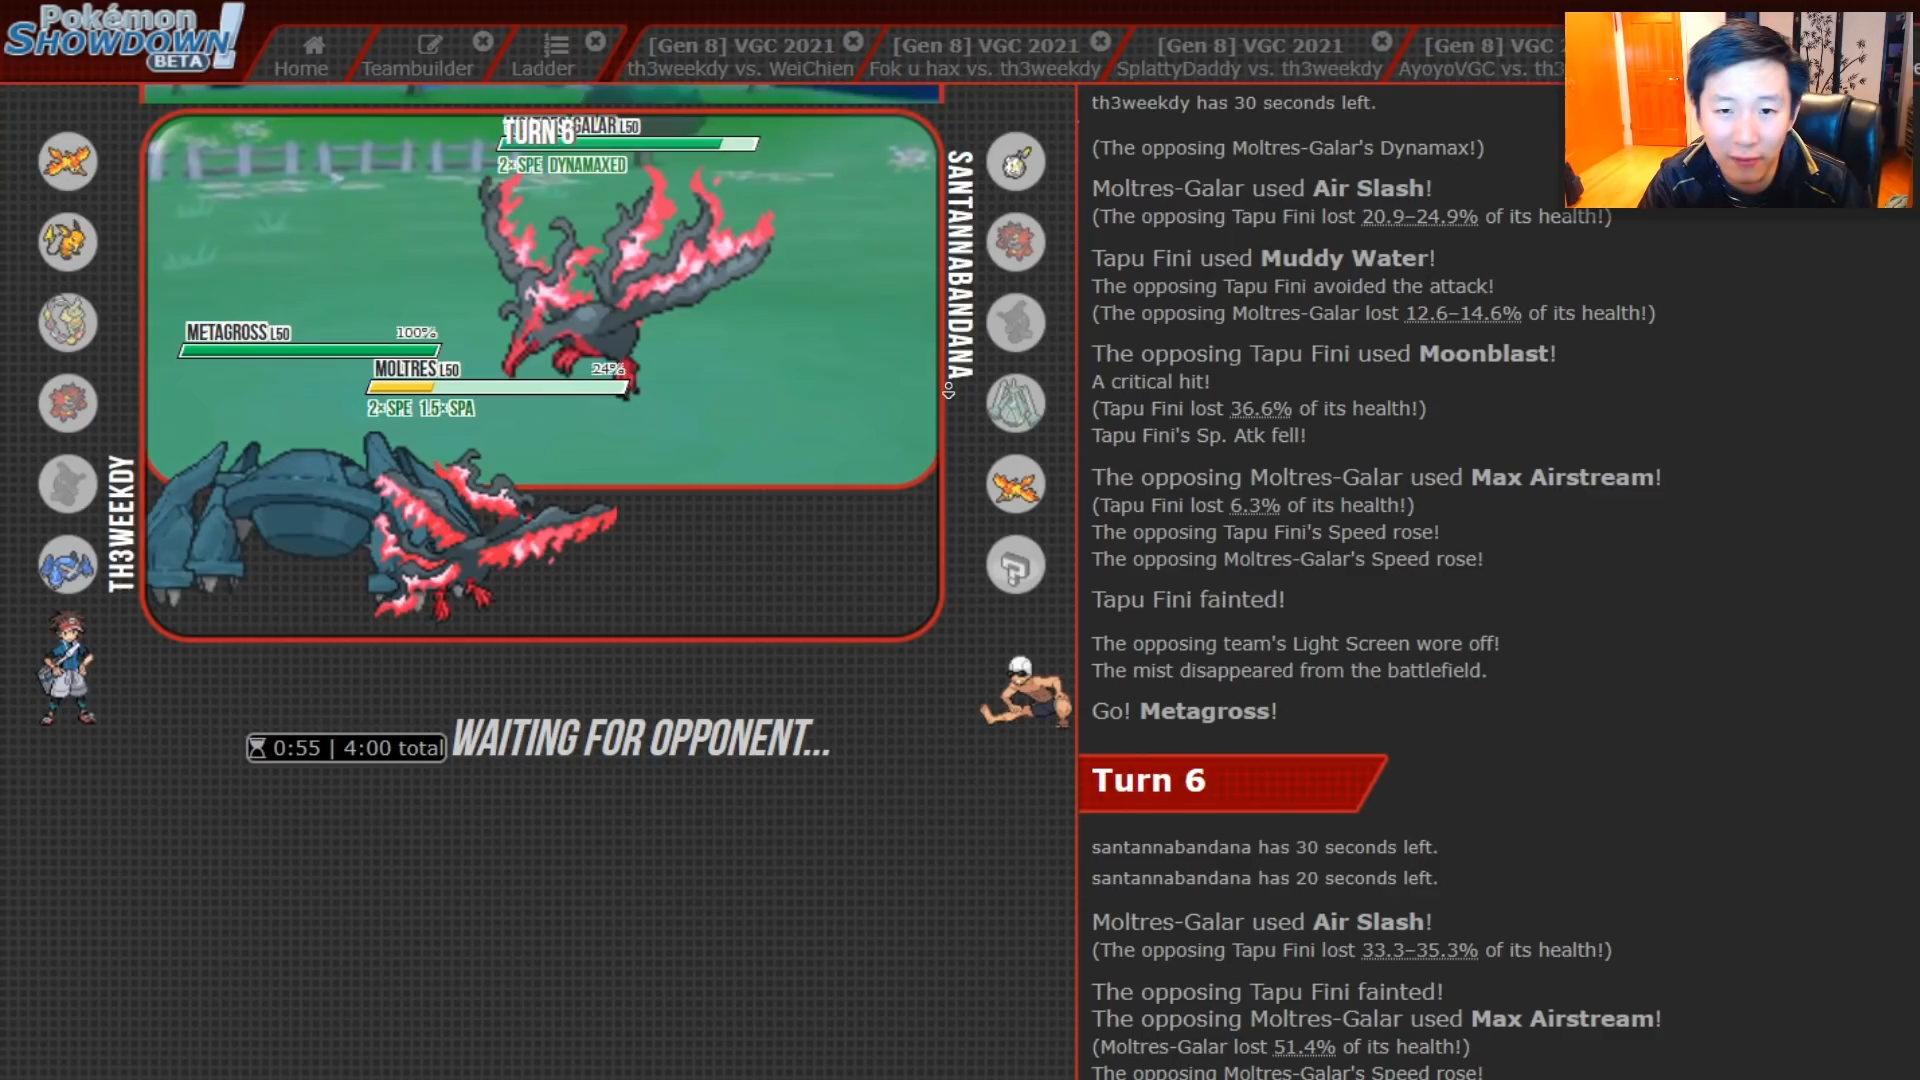 Pokémon
SHOWDOWN!
BETA
Home
Teambuilder
Ladder
[Gen 8] VGC 2021
th3weekdy vs. WeiChien
[Gen 8] VGC 2021
Fok u hax vs. th3weekdy
[Gen 8] VGC 2021
SplattyDaddy vs. th3weekdy
[Gen 8] VGC
AyoyoVGC vs. th3
TURN 6
GALAR L50
2× SPE DYNAMAXED
METAGROSS L50
100%
MOLTRES L50
24%
2× SPE 1.5× SPA
TH3WEEKDY
SANTANNABANDANA
0:55 | 4:00 total
WAITING FOR OPPONENT...
th3weekdy has 30 seconds left.
(The opposing Moltres-Galar's Dynamax!)
Moltres-Galar used Air Slash!
(The opposing Tapu Fini lost 20.9–24.9% of its health!)
Tapu Fini used Muddy Water!
The opposing Tapu Fini avoided the attack!
(The opposing Moltres-Galar lost 12.6–14.6% of its health!)
The opposing Tapu Fini used Moonblast!
A critical hit!
(Tapu Fini lost 36.6% of its health!)
Tapu Fini's Sp. Atk fell!
The opposing Moltres-Galar used Max Airstream!
(Tapu Fini lost 6.3% of its health!)
The opposing Tapu Fini's Speed rose!
The opposing Moltres-Galar's Speed rose!
Tapu Fini fainted!
The opposing team's Light Screen wore off!
The mist disappeared from the battlefield.
Go! Metagross!
Turn 6
santannabandana has 30 seconds left.
santannabandana has 20 seconds left.
Moltres-Galar used Air Slash!
(The opposing Tapu Fini lost 33.3–35.3% of its health!)
The opposing Tapu Fini fainted!
The opposing Moltres-Galar used Max Airstream!
(Moltres-Galar lost 51.4% of its health!)
The opposing Moltres-Galar's Speed rose!